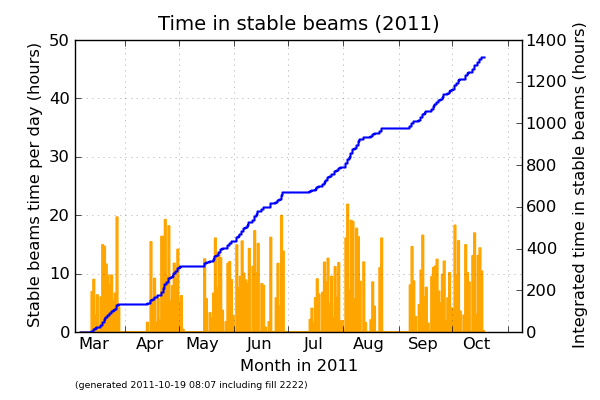 Time in stable beams (2011)
Stable beams time per day (hours)
50
40
30
20
10
0
1400
1200
1000
800
600
400
200
0
Integrated time in stable beams (hours)
Mar Apr May Jun Jul Aug Sep Oct
Month in 2011
(generated 2011-10-19 08:07 including fill 2222)